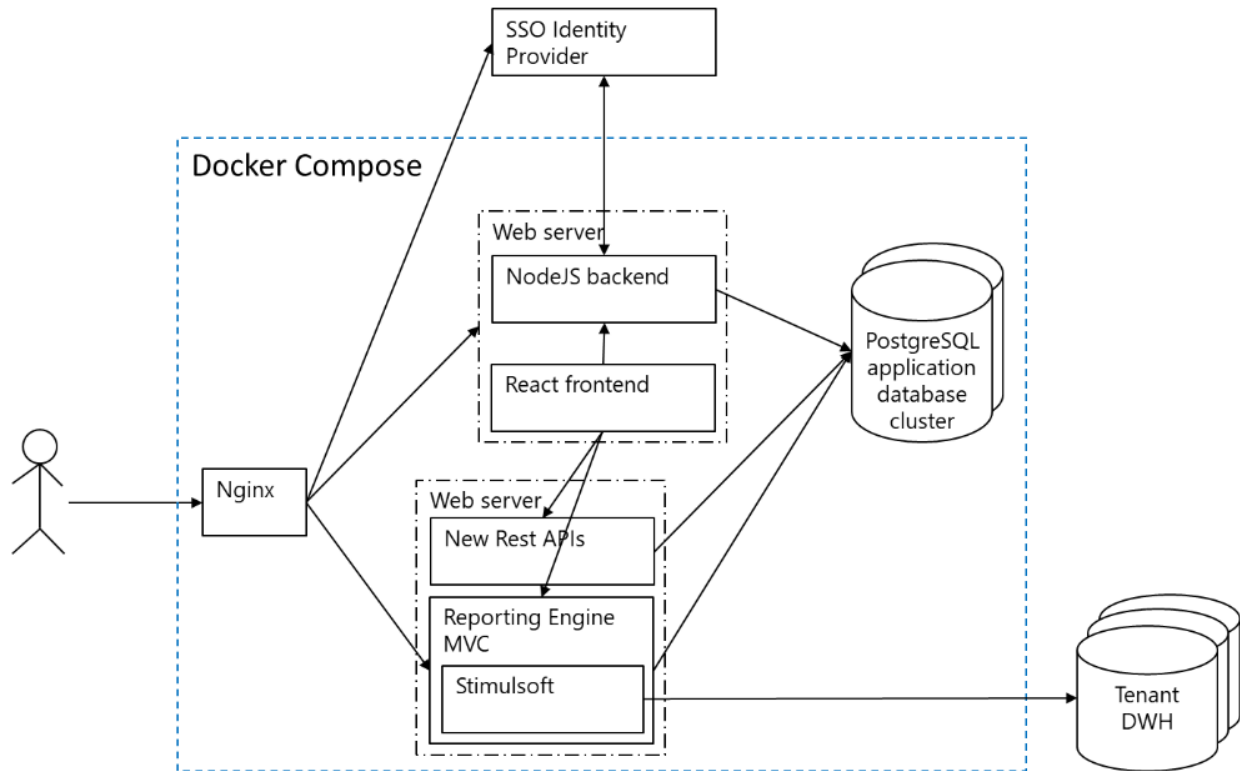 SSO Identity
Provider
Docker Compose
Web server
NodeJS backend
React frontend
PostgreSQL
application
database
cluster
Nginx
Web server
New Rest APIs
Reporting Engine
MVC
Stimulsoft
Tenant
DWH